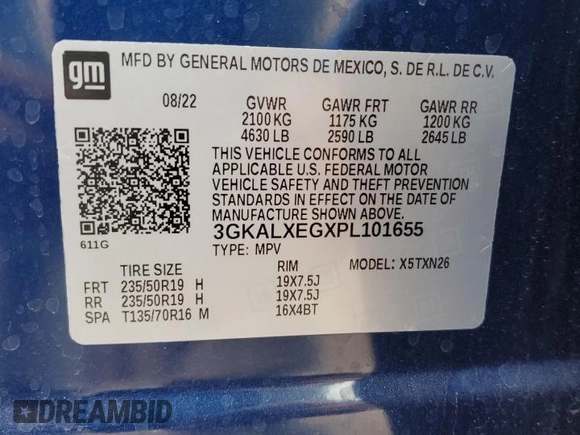 gm
MFD BY GENERAL MOTORS DE MEXICO, S. DE R.L. DE C.V.
08/22 GVWR GAWR FRT GAWR RR
2100 KG 1175 KG 1200 KG
4630 LB 2590 LB 2645 LB
THIS VEHICLE CONFORMS TO ALL
APPLICABLE U.S. FEDERAL MOTOR
VEHICLE SAFETY AND THEFT PREVENTION
STANDARDS IN EFFECT ON THE DATE OF
MANUFACTURE SHOWN ABOVE.
611G
3GKALXEGXPL101655
TYPE: MPV MODEL: X5TXN26
TIRE SIZE RIM
FRT 235/50R19 H 19X7.5J
RR 235/50R19 H 19X7.5J
SPA T135/70R16 M 16X4BT
DREAMBID